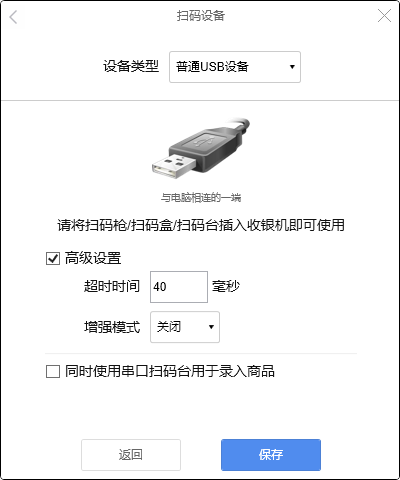 扫码设备
设备类型 普通USB设备
与电脑相连的一端
请将扫码枪/扫码盒/扫码台插入收银机即可使用
高级设置
超时时间 40 毫秒
增强模式 关闭
同时使用串口扫码台用于录入商品
返回 保存